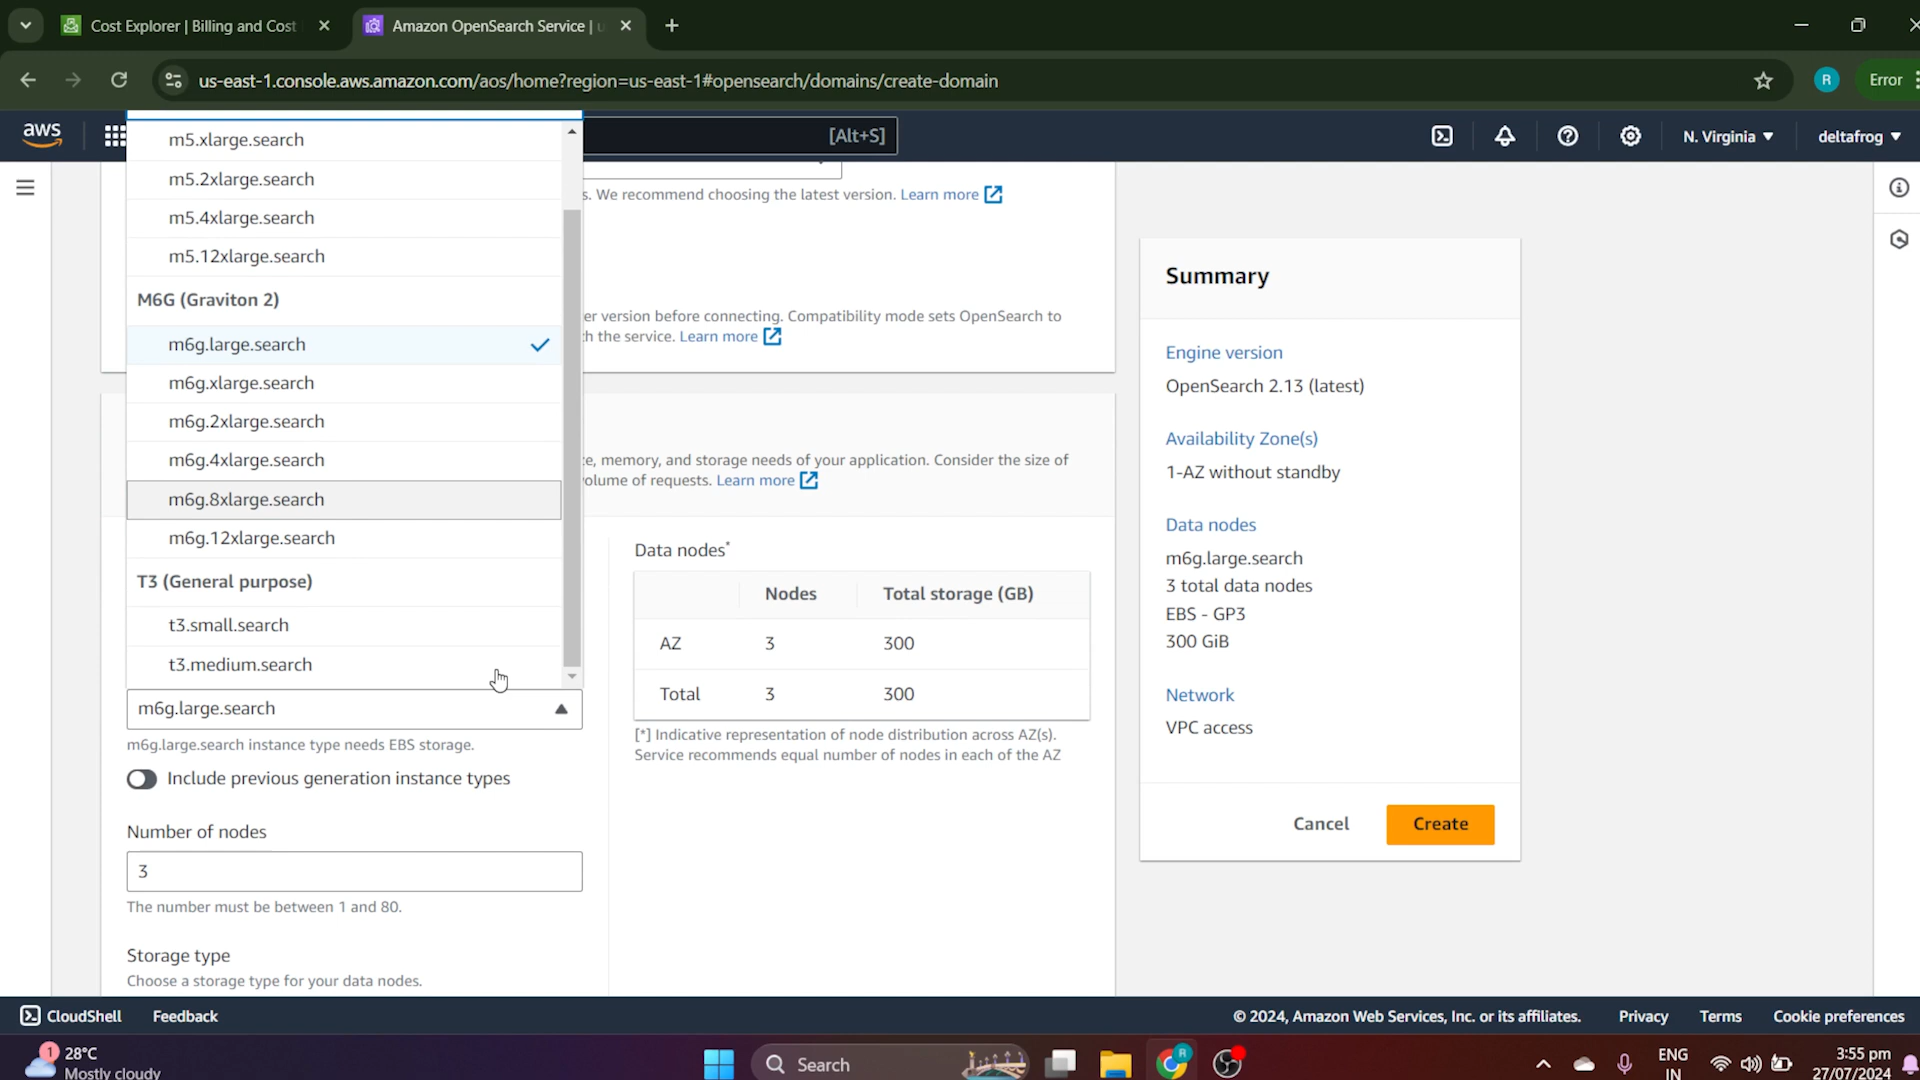 Cost Explorer | Billing and Cost
Amazon OpenSearch Service | u
us-east-1.console.aws.amazon.com/aos/home?region=us-east-1#opensearch/domains/create-domain
R
Error
aws
[Alt+S]
N. Virginia
deltafrog
m5.xlarge.search
m5.2xlarge.search
m5.4xlarge.search
m5.12xlarge.search
M6G (Graviton 2)
m6g.large.search
m6g.xlarge.search
m6g.2xlarge.search
m6g.4xlarge.search
m6g.8xlarge.search
m6g.12xlarge.search
T3 (General purpose)
t3.small.search
t3.medium.search
m6g.large.search
m6g.large.search instance type needs EBS storage.
Include previous generation instance types
Number of nodes
3
The number must be between 1 and 80.
Storage type
Choose a storage type for your data nodes.
s. We recommend choosing the latest version. Learn more
er version before connecting. Compatibility mode sets OpenSearch to
h the service. Learn more
e, memory, and storage needs of your application. Consider the size of
olume of requests. Learn more
Data nodes*
Nodes Total storage (GB)
AZ 3 300
Total 3 300
[*] Indicative representation of node distribution across AZ(s).
Service recommends equal number of nodes in each of the AZ
Summary
Engine version
OpenSearch 2.13 (latest)
Availability Zone(s)
1-AZ without standby
Data nodes
m6g.large.search
3 total data nodes
EBS - GP3
300 GiB
Network
VPC access
Cancel
Create
CloudShell
Feedback
© 2024, Amazon Web Services, Inc. or its affiliates.
Privacy
Terms
Cookie preferences
1
28°C
Mostly cloudy
Search
R
ENG
IN
3:55 pm
27/07/2024